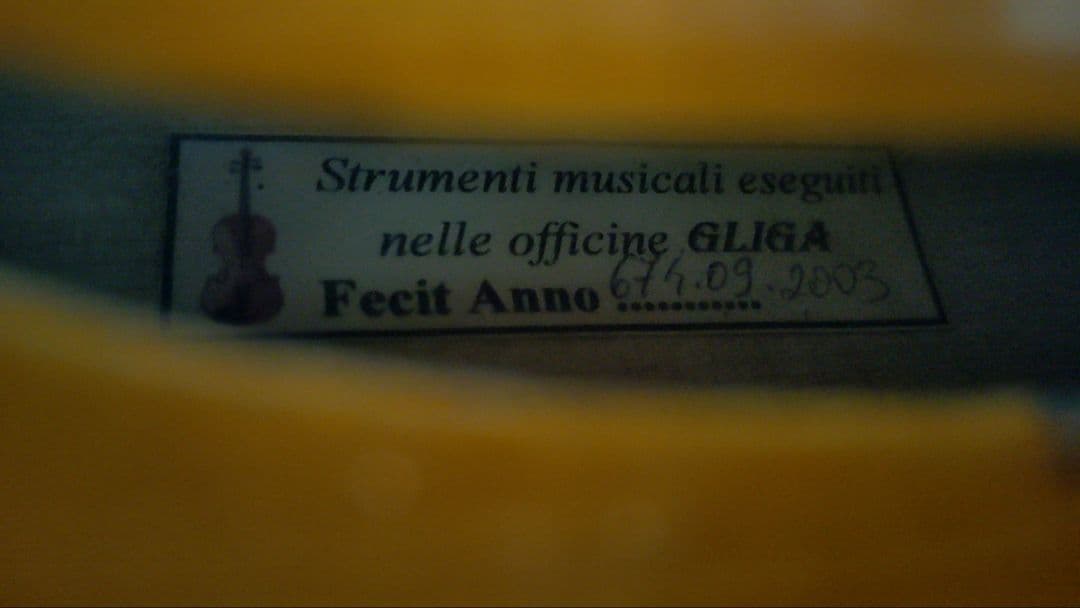 Strumenti musicali eseguiti
nelle officine GLIGA
Fecit Anno 674.09.2003